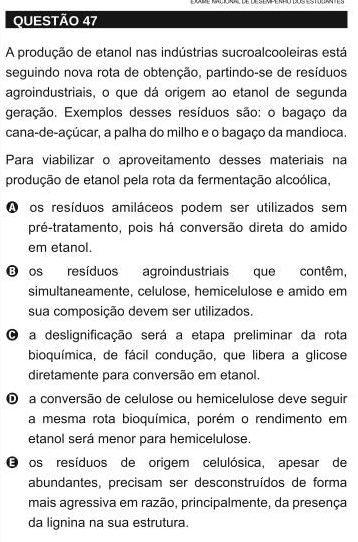 EXAME NACIONAL DE DESEMPENHO DOS ESTUDANTES
QUESTÃO 47
A produção de etanol nas indústrias sucroalcooleiras está
seguindo nova rota de obtenção, partindo-se de resíduos
agroindustriais, o que dá origem ao etanol de segunda
geração. Exemplos desses resíduos são: o bagaço da
cana-de-açúcar, a palha do milho e o bagaço da mandioca.
Para viabilizar o aproveitamento desses materiais na
produção de etanol pela rota da fermentação alcoólica,
A os resíduos amiláceos podem ser utilizados sem
pré-tratamento, pois há conversão direta do amido
em etanol.
B os resíduos agroindustriais que contêm,
simultaneamente, celulose, hemicelulose e amido em
sua composição devem ser utilizados.
C a deslignificação será a etapa preliminar da rota
bioquímica, de fácil condução, que libera a glicose
diretamente para conversão em etanol.
D a conversão de celulose ou hemicelulose deve seguir
a mesma rota bioquímica, porém o rendimento em
etanol será menor para hemicelulose.
E os resíduos de origem celulósica, apesar de
abundantes, precisam ser desconstruídos de forma
mais agressiva em razão, principalmente, da presença
da lignina na sua estrutura.